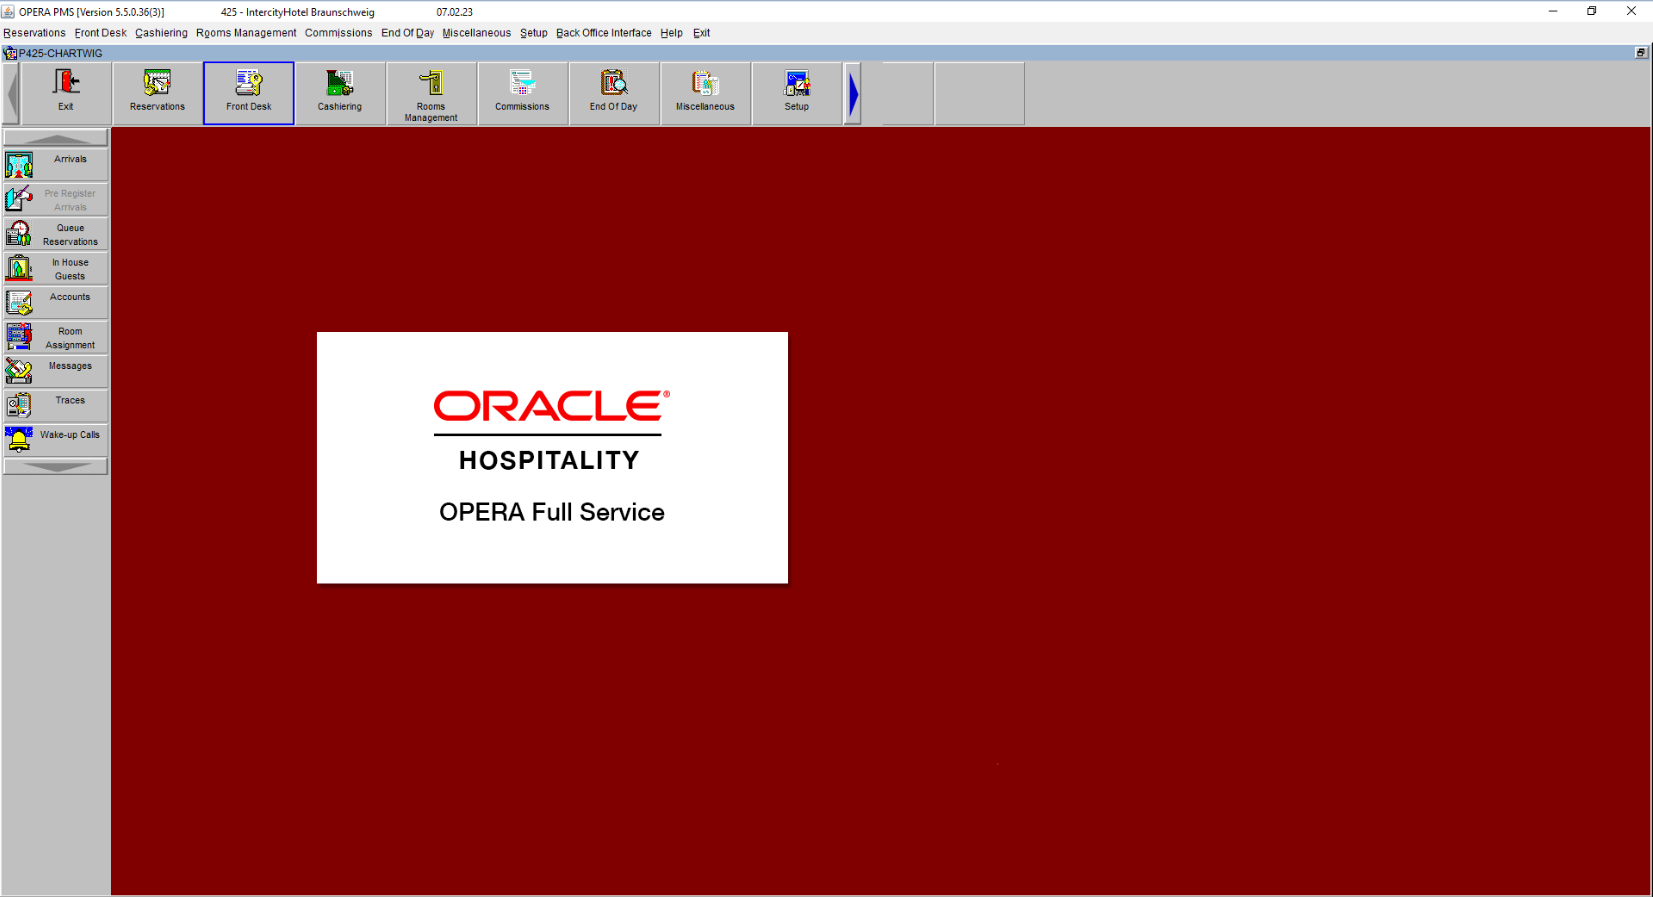 OPERA PMS [Version 5.5.0.36(3)] 425 - IntercityHotel Braunschweig 07.02.23
Reservations Front Desk Cashiering Rooms Management Commissions End Of Day Miscellaneous Setup Back Office Interface Help Exit
P425-CHARTWIG
Exit Reservations Front Desk Cashiering Rooms Commissions End Of Day Miscellaneous Setup
Management
Arrivals
Pre Register
Arrivals
Queue
Reservations
In House
Guests
Accounts
Room
Assignment
Messages
Traces
Wake-up Calls
ORACLE®
HOSPITALITY
OPERA Full Service